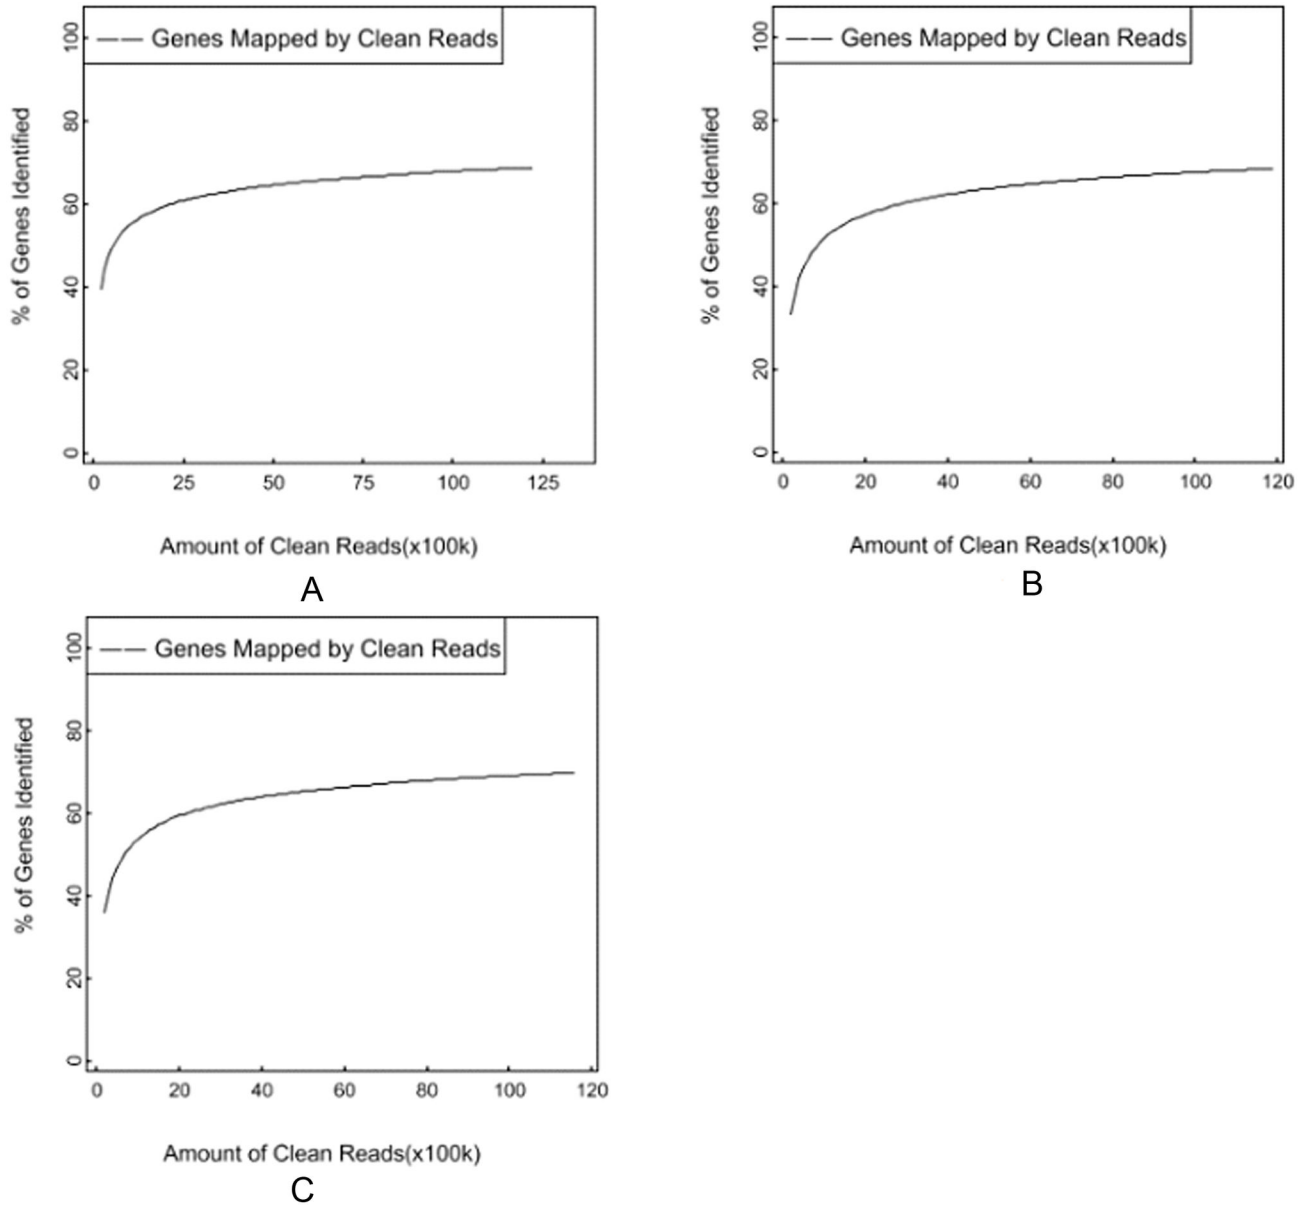 Genes Mapped by Clean Reads
100
80
60
40
20
0
% of Genes Identified
0 25 50 75 100 125
Amount of Clean Reads(x100k)
A
Genes Mapped by Clean Reads
100
80
60
40
20
0
% of Genes Identified
0 20 40 60 80 100 120
Amount of Clean Reads(x100k)
B
Genes Mapped by Clean Reads
100
80
60
40
20
0
% of Genes Identified
0 20 40 60 80 100 120
Amount of Clean Reads(x100k)
C